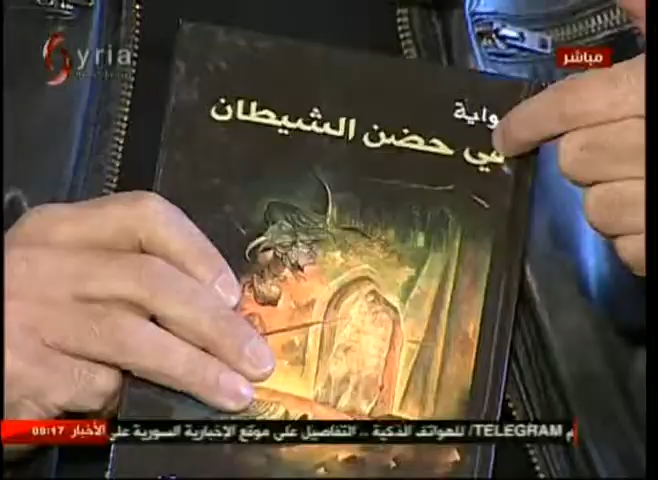 Syria
مباشر
رواية
في حضن الشيطان
TELEGRAM/ للهواتف الذكية .. التفاصيل على موقع الإخبارية السورية على
الأخبار 09:17